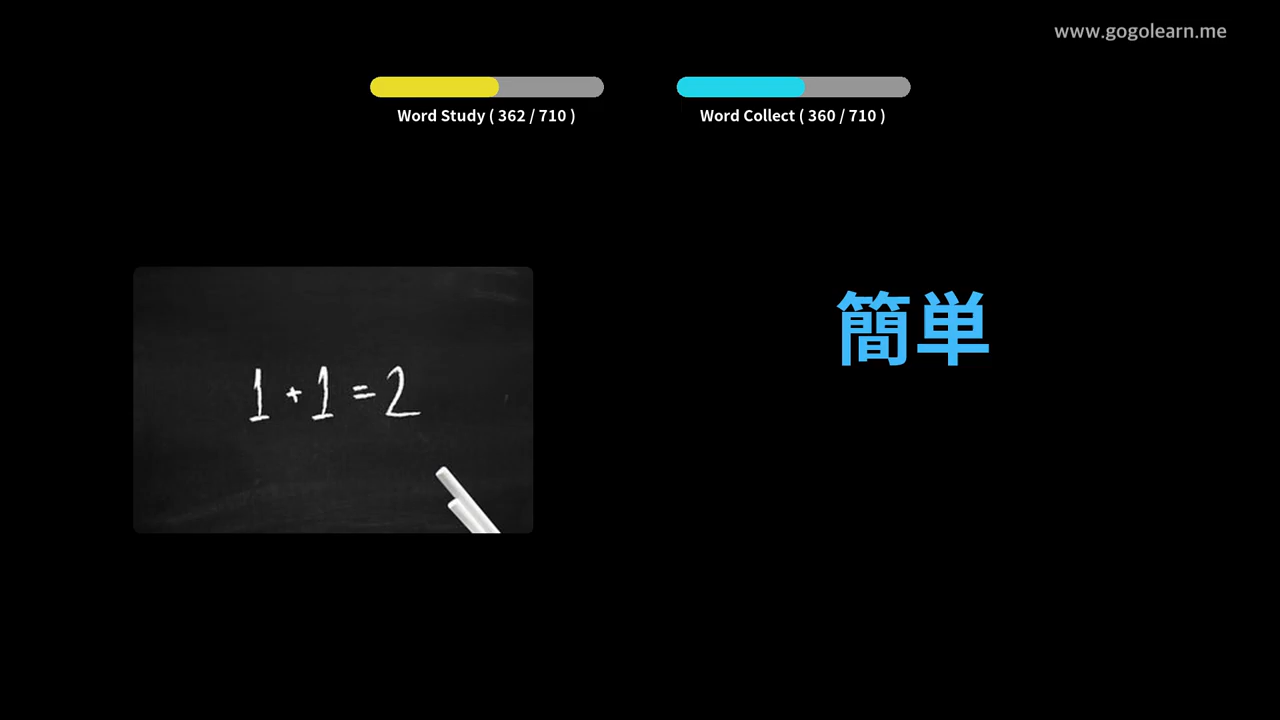 www.gogolearn.me
Word Study ( 362 / 710 )
Word Collect ( 360 / 710 )
簡単
1 + 1 = 2